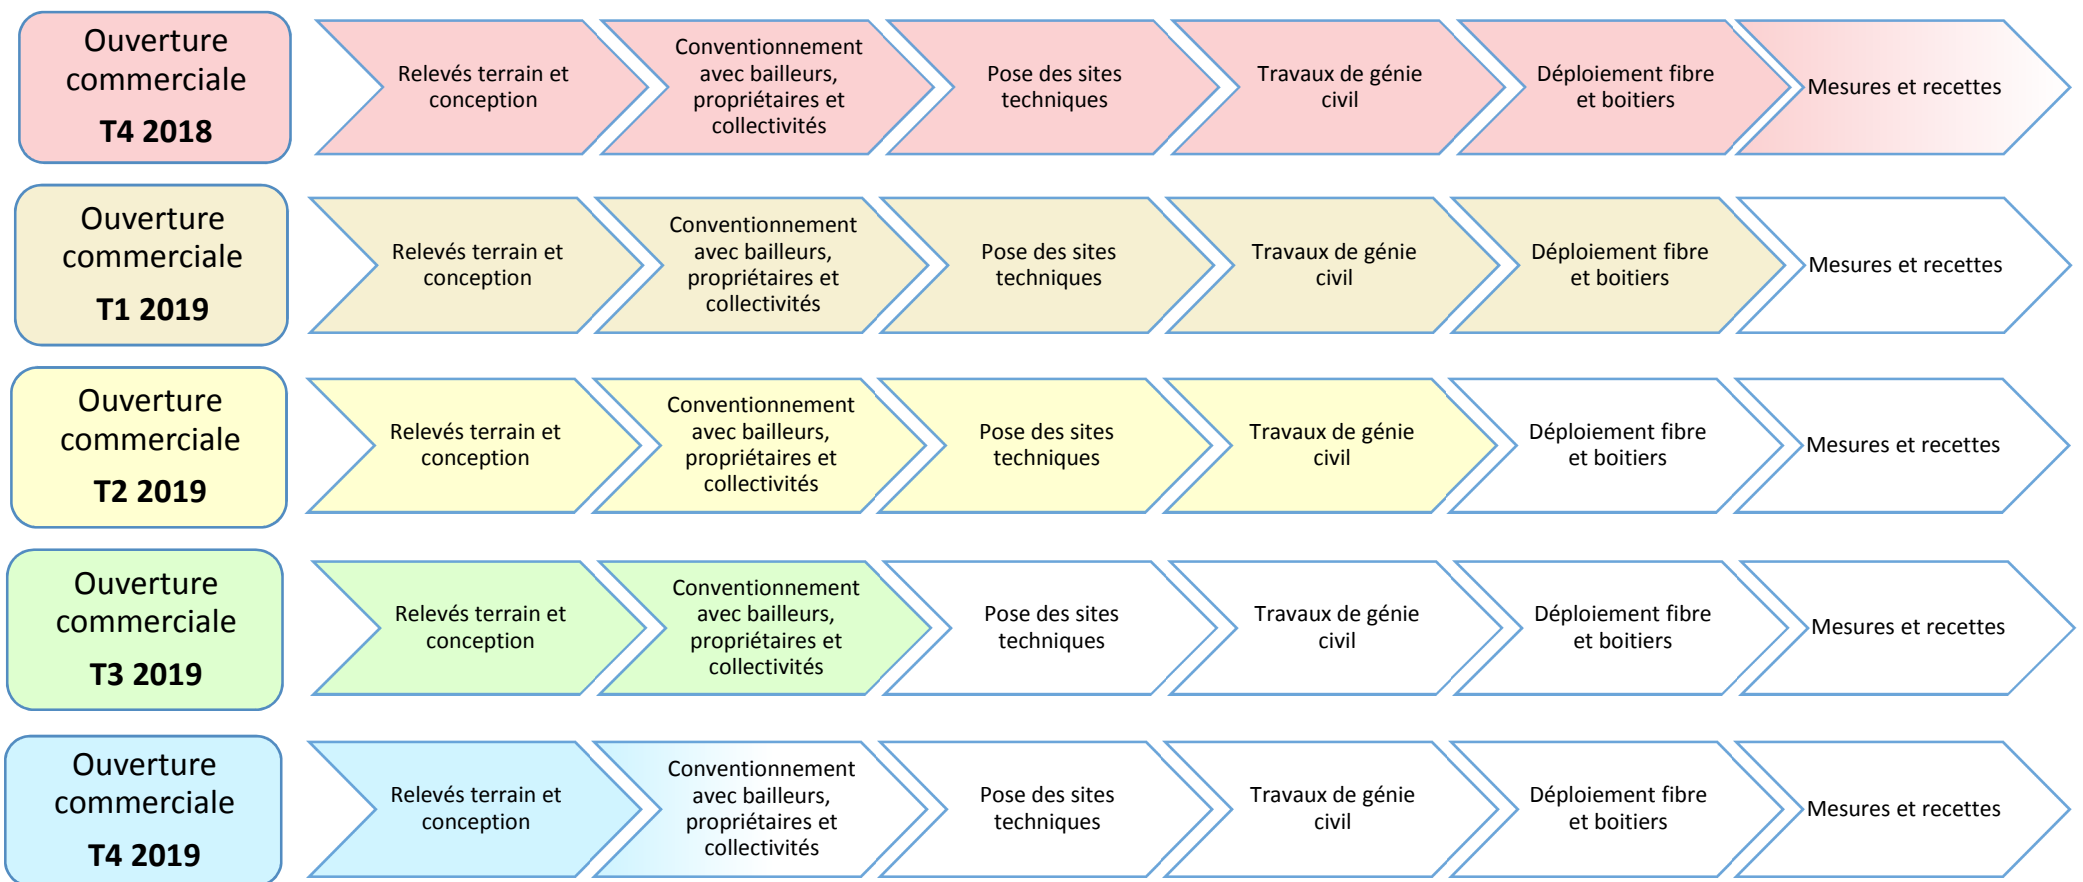 Ouverture
commerciale
T4 2018
Relevés terrain et
conception
Conventionnement
avec bailleurs,
propriétaires et
collectivités
Pose des sites
techniques
Travaux de génie
civil
Déploiement fibre
et boitiers
Mesures et recettes
Ouverture
commerciale
T1 2019
Relevés terrain et
conception
Conventionnement
avec bailleurs,
propriétaires et
collectivités
Pose des sites
techniques
Travaux de génie
civil
Déploiement fibre
et boitiers
Mesures et recettes
Ouverture
commerciale
T2 2019
Relevés terrain et
conception
Conventionnement
avec bailleurs,
propriétaires et
collectivités
Pose des sites
techniques
Travaux de génie
civil
Déploiement fibre
et boitiers
Mesures et recettes
Ouverture
commerciale
T3 2019
Relevés terrain et
conception
Conventionnement
avec bailleurs,
propriétaires et
collectivités
Pose des sites
techniques
Travaux de génie
civil
Déploiement fibre
et boitiers
Mesures et recettes
Ouverture
commerciale
T4 2019
Relevés terrain et
conception
Conventionnement
avec bailleurs,
propriétaires et
collectivités
Pose des sites
techniques
Travaux de génie
civil
Déploiement fibre
et boitiers
Mesures et recettes